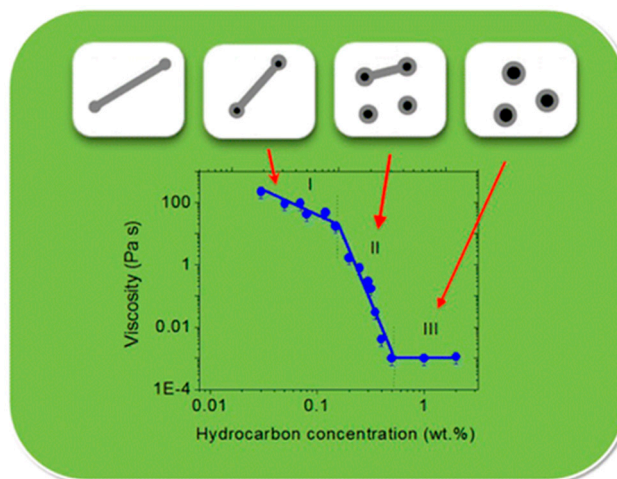 I
II
III
100
1
0.01
1E-4
Viscosity (Pa s)
0.01 0.1 1
Hydrocarbon concentration (wt.%)